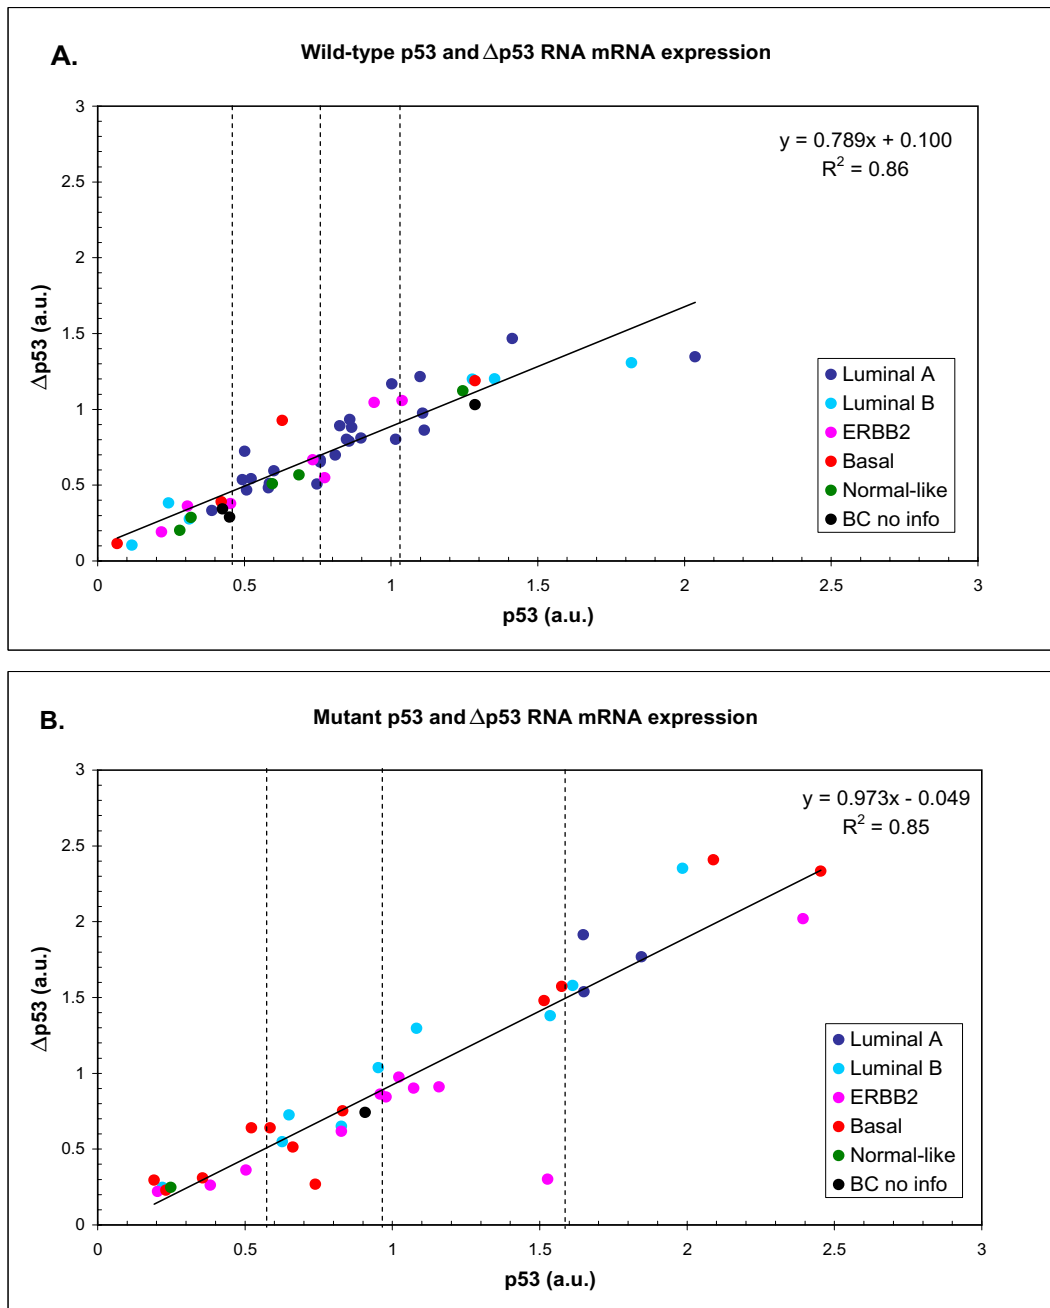 A.
Wild-type p53 and Δp53 RNA mRNA expression
y = 0.789x + 0.100
R² = 0.86
3
2.5
2
1.5
1
0.5
0
Δp53 (a.u.)
Luminal A
Luminal B
ERBB2
Basal
Normal-like
BC no info
0 0.5 1 1.5 2 2.5 3
p53 (a.u.)
B.
Mutant p53 and Δp53 RNA mRNA expression
y = 0.973x - 0.049
R² = 0.85
3
2.5
2
1.5
1
0.5
0
Δp53 (a.u.)
Luminal A
Luminal B
ERBB2
Basal
Normal-like
BC no info
0 0.5 1 1.5 2 2.5 3
p53 (a.u.)